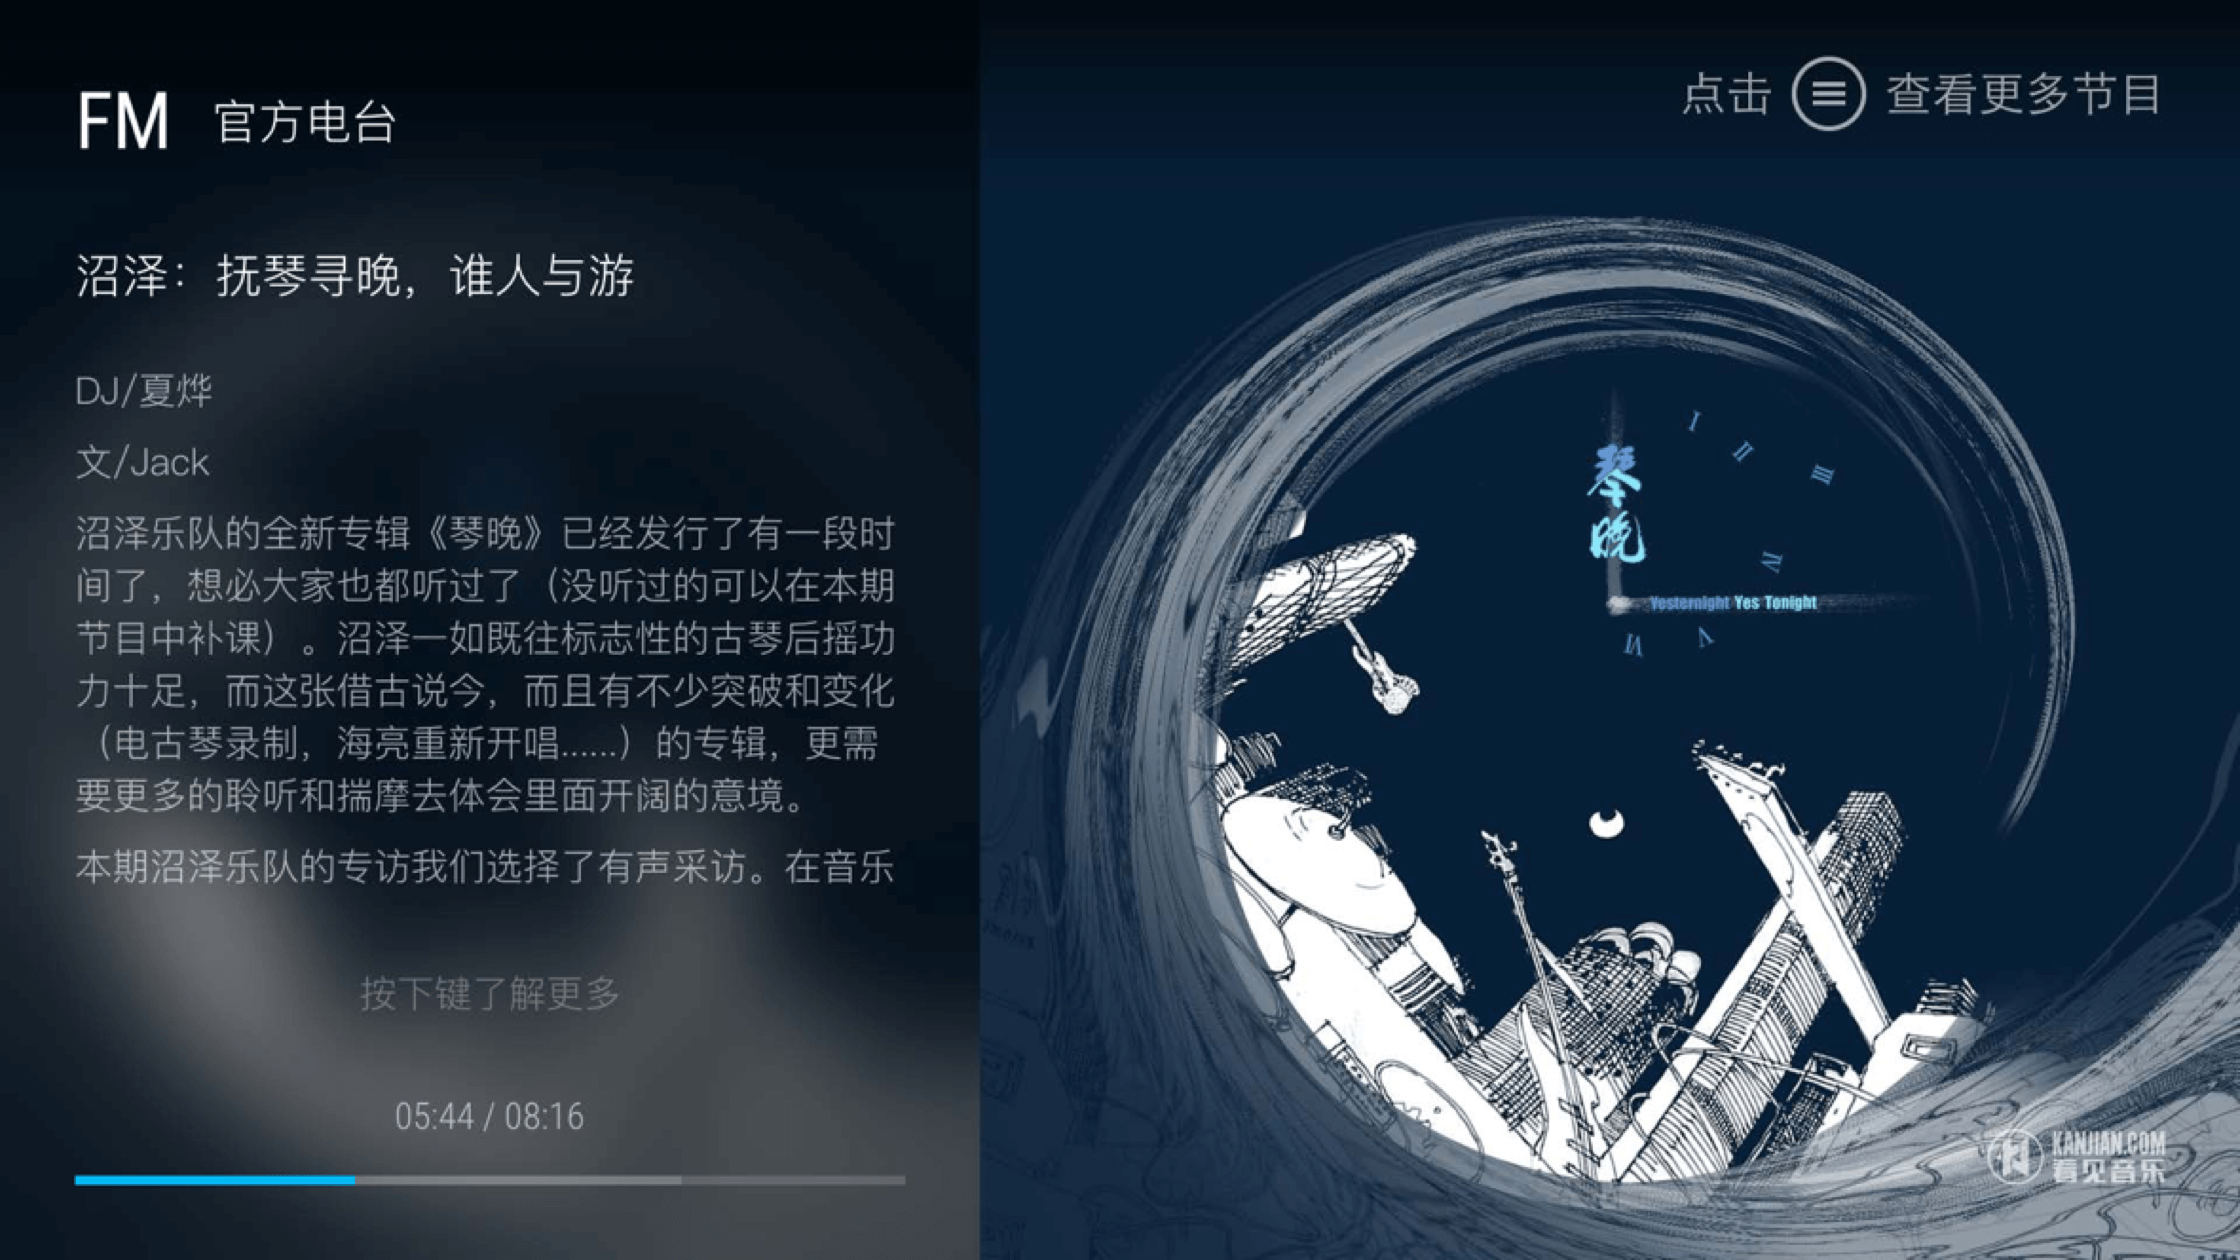 FM 官方电台
点击 查看更多节目
沼泽：抚琴寻晚，谁人与游
DJ/夏烨
文/Jack
沼泽乐队的全新专辑《琴晚》已经发行了有一段时
间了，想必大家也都听过了（没听过的可以在本期
节目中补课）。沼泽一如既往标志性的古琴后摇功
力十足，而这张借古说今，而且有不少突破和变化
（电古琴录制，海亮重新开唱......）的专辑，更需
要更多的聆听和揣摩去体会里面开阔的意境。
本期沼泽乐队的专访我们选择了有声采访。在音乐
按下键了解更多
05:44 / 08:16
琴晚
I
II
III
IV
Yesternight Yes Tonight
V
VI
KANJIAN.COM
看见音乐